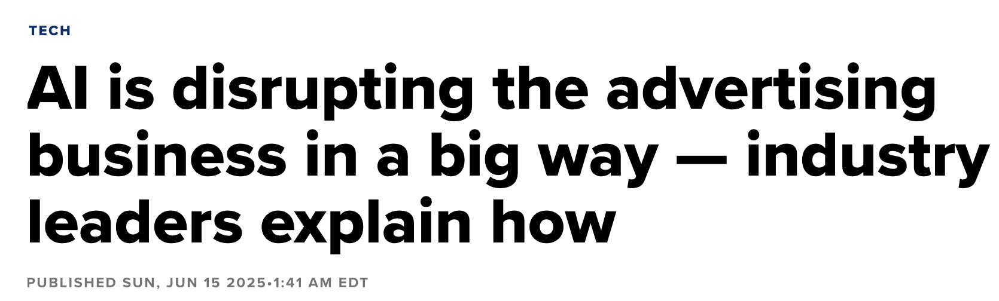 TECH
AI is disrupting the advertising
business in a big way — industry
leaders explain how
PUBLISHED SUN, JUN 15 2025•1:41 AM EDT